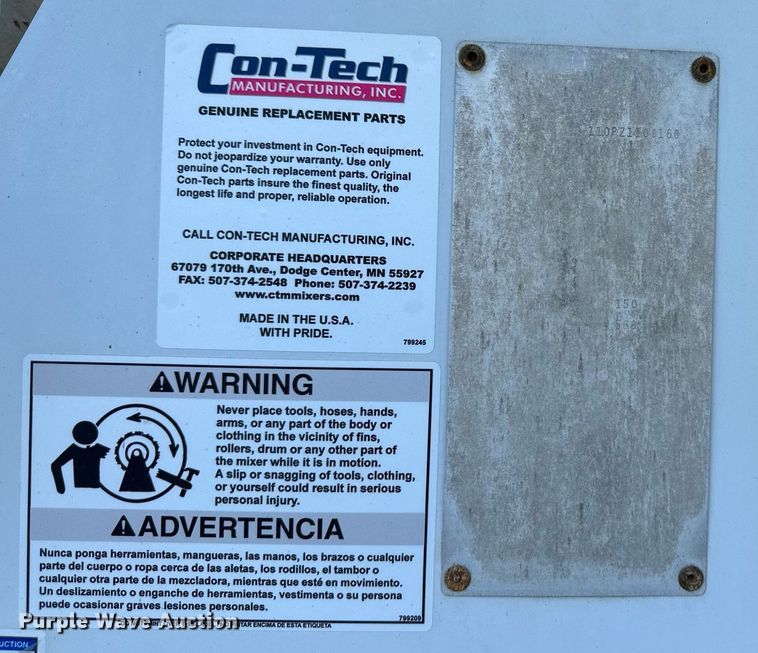 Con-Tech
MANUFACTURING, INC.
GENUINE REPLACEMENT PARTS
Protect your investment in Con-Tech equipment.
Do not jeopardize your warranty. Use only
genuine Con-Tech replacement parts. Original
Con-Tech parts insure the finest quality, the
longest life and proper, reliable operation.
CALL CON-TECH MANUFACTURING, INC.
CORPORATE HEADQUARTERS
67079 170th Ave., Dodge Center, MN 55927
FAX: 507-374-2548 Phone: 507-374-2239
www.ctmmixers.com
MADE IN THE U.S.A.
WITH PRIDE.
799245
WARNING
Never place tools, hoses, hands,
arms, or any part of the body or
clothing in the vicinity of fins,
rollers, drum or any other part of
the mixer while it is in motion.
A slip or snagging of tools, clothing,
or yourself could result in serious
personal injury.
ADVERTENCIA
Nunca ponga herramientas, mangueras, las manos, los brazos o cualquier
parte del cuerpo o ropa cerca de las aletas, los rodillos, el tambor o
cualquier otra parte de la mezcladora, mientras que esté en movimiento.
Un deslizamiento o enganche de herramientas, vestimenta o su persona
puede ocasionar graves lesiones personales.
799209
ENCIMA DE ESTA ETIQUETA
Purple Wave Auction
UCTION
150